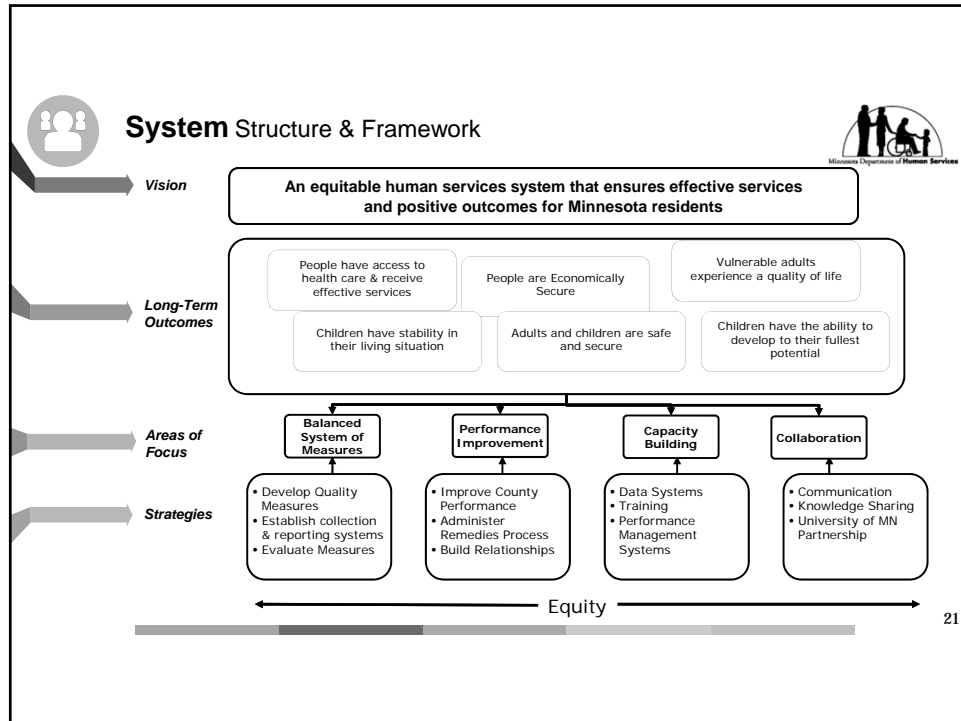 System Structure & Framework
Minnesota Department of Human Services
Vision
An equitable human services system that ensures effective services
and positive outcomes for Minnesota residents
Long-Term
Outcomes
People have access to
health care & receive
effective services
People are Economically
Secure
Vulnerable adults
experience a quality of life
Children have stability in
their living situation
Adults and children are safe
and secure
Children have the ability to
develop to their fullest
potential
Areas of
Focus
Balanced
System of
Measures
Performance
Improvement
Capacity
Building
Collaboration
Strategies
• Develop Quality
Measures
• Establish collection
& reporting systems
• Evaluate Measures
• Improve County
Performance
• Administer
Remedies Process
• Build Relationships
• Data Systems
• Training
• Performance
Management
Systems
• Communication
• Knowledge Sharing
• University of MN
Partnership
Equity
21